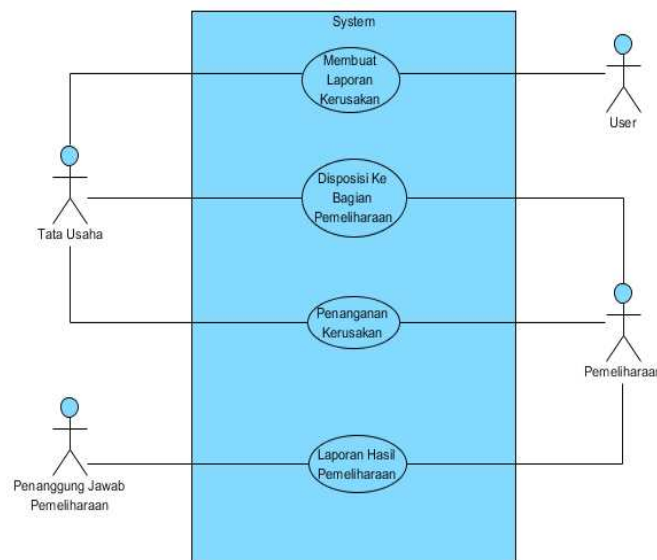 System
Membuat
Laporan
Kerusakan
User
Disposisi Ke
Bagian
Pemeliharaan
Tata Usaha
Penanganan
Kerusakan
Pemeliharaan
Laporan Hasil
Pemeliharaan
Penanggung Jawab
Pemeliharaan